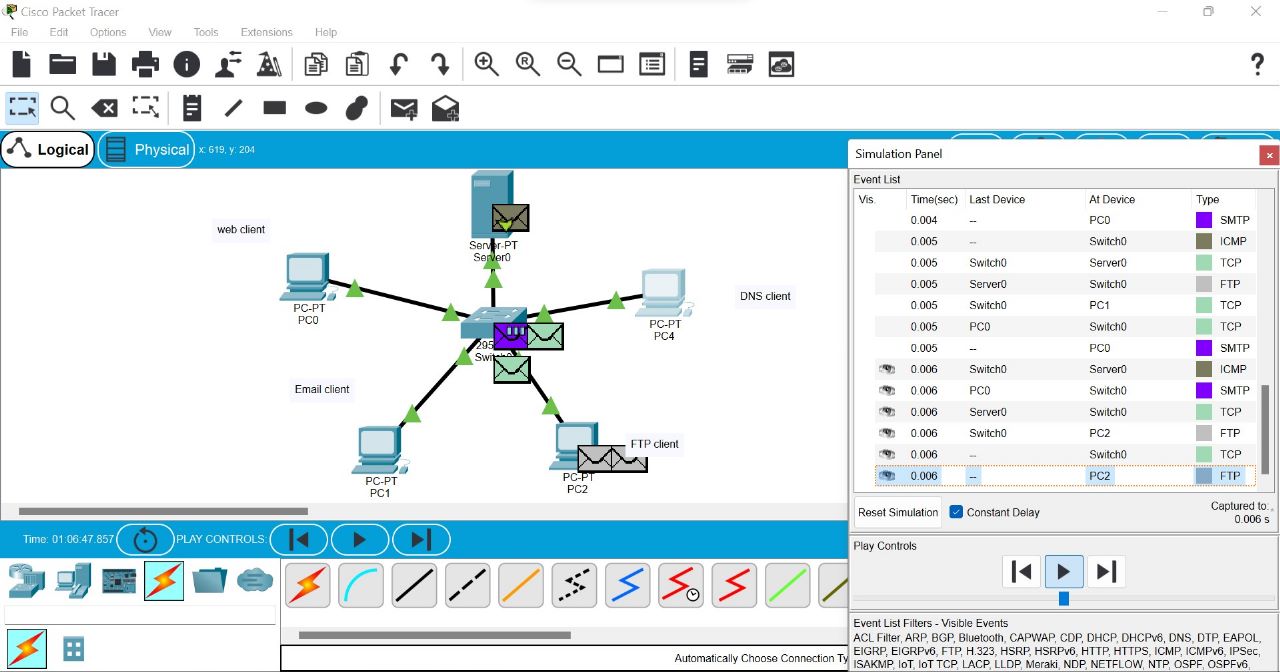 Cisco Packet Tracer
File Edit Options View Tools Extensions Help
Logical Physical x: 619, y: 204
web client
Server-PT
Server0
PC-PT
PC0
DNS client
PC-PT
PC4
295
Switch0
Email client
FTP client
PC-PT
PC1
PC-PT
PC2
Time: 01:06:47.857 PLAY CONTROLS:
Automatically Choose Connection Ty
Simulation Panel
Event List
Vis. Time(sec) Last Device At Device Type
0.004 -- PC0 SMTP
0.005 -- Switch0 ICMP
0.005 Switch0 Server0 TCP
0.005 Server0 Switch0 FTP
0.005 Switch0 PC1 TCP
0.005 PC0 Switch0 TCP
0.005 -- PC0 SMTP
0.006 Switch0 Server0 ICMP
0.006 PC0 Switch0 SMTP
0.006 Server0 Switch0 TCP
0.006 Switch0 PC2 FTP
0.006 -- Switch0 TCP
0.006 -- PC2 FTP
Reset Simulation Constant Delay Captured to:
0.006 s
Play Controls
Event List Filters - Visible Events
ACL Filter, ARP, BGP, Bluetooth, CAPWAP, CDP, DHCP, DHCPv6, DNS, DTP, EAPOL,
EIGRP, EIGRPv6, FTP, H.323, HSRP, HSRPv6, HTTP, HTTPS, ICMP, ICMPv6, IPSec,
ISAKMP, IoT, IoT TCP, LACP, LLDP, Meraki, NDP, NETFLOW, NTP, OSPF, OSPFv6,